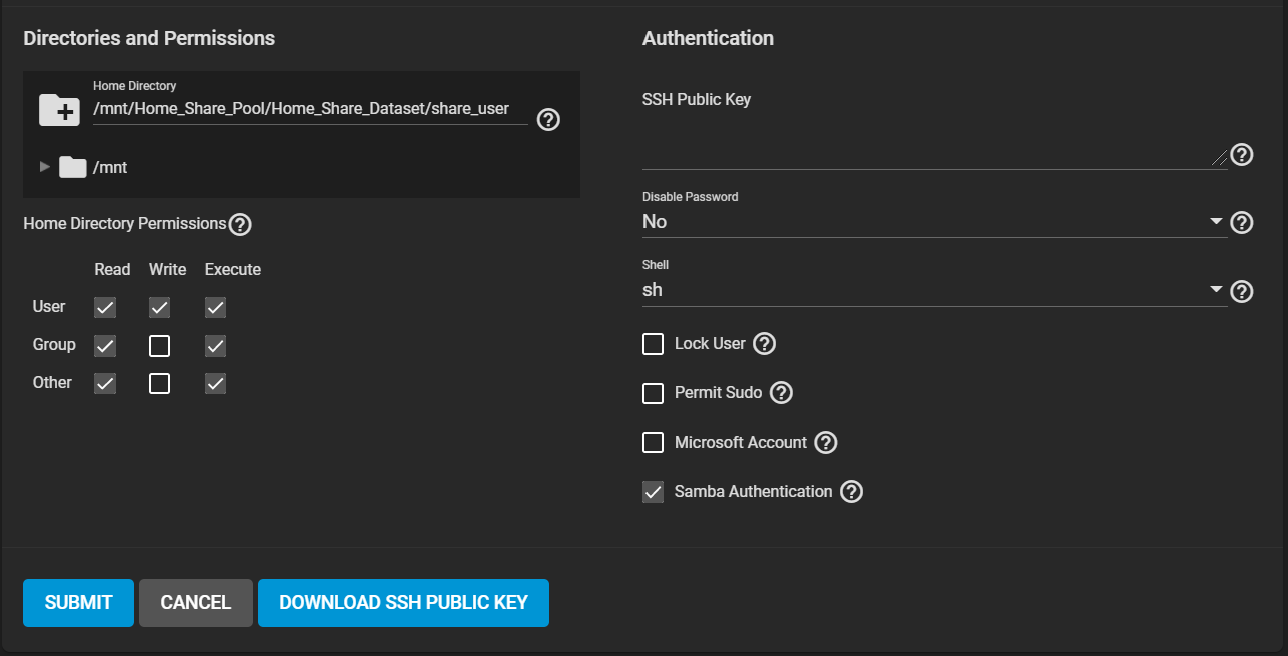 Directories and Permissions
Home Directory
/mnt/Home_Share_Pool/Home_Share_Dataset/share_user
/mnt
Home Directory Permissions
Read Write Execute
User
Group
Other
Authentication
SSH Public Key
Disable Password
No
Shell
sh
Lock User
Permit Sudo
Microsoft Account
Samba Authentication
SUBMIT CANCEL DOWNLOAD SSH PUBLIC KEY